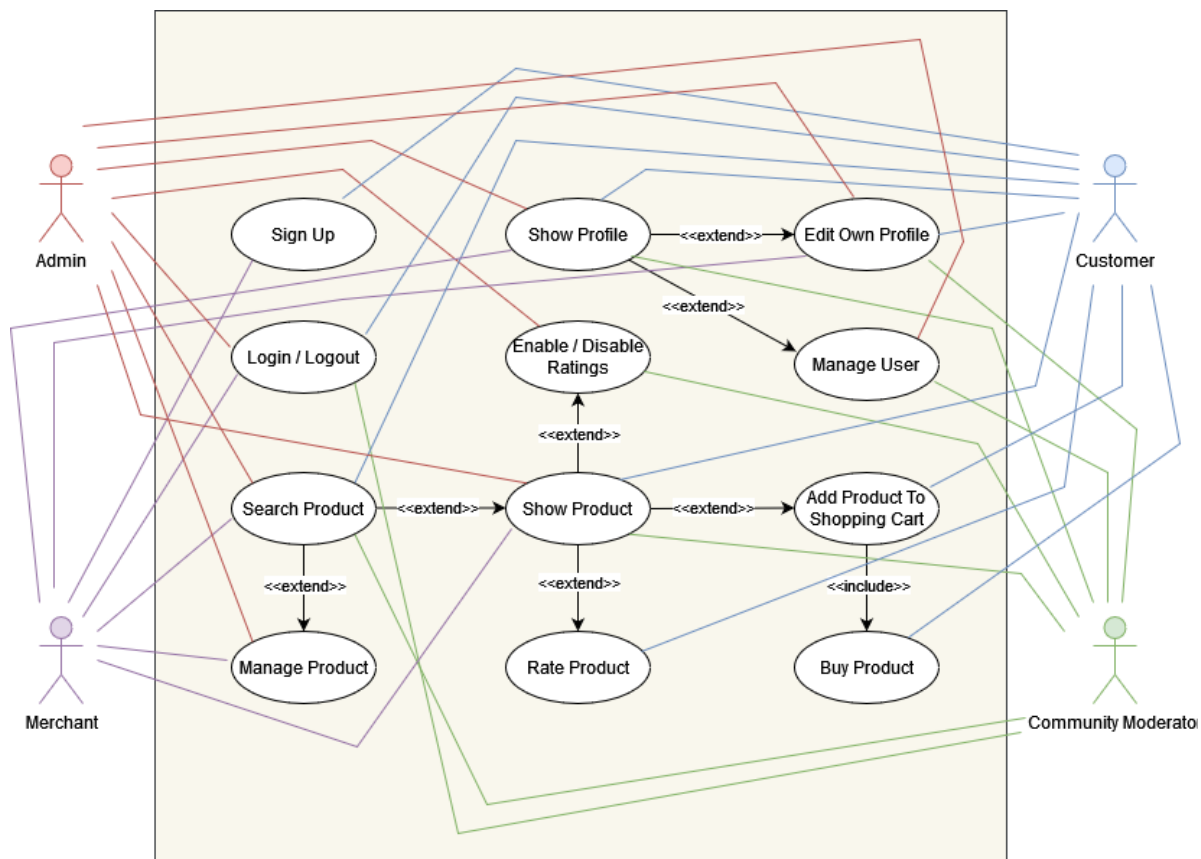 Sign Up
Show Profile
<<extend>>
Edit Own Profile
Admin
Customer
<<extend>>
Login / Logout
Enable / Disable
Ratings
Manage User
<<extend>>
Search Product
<<extend>>
Show Product
<<extend>>
Add Product To
Shopping Cart
<<extend>>
<<extend>>
<<include>>
Manage Product
Rate Product
Buy Product
Merchant
Community Moderator